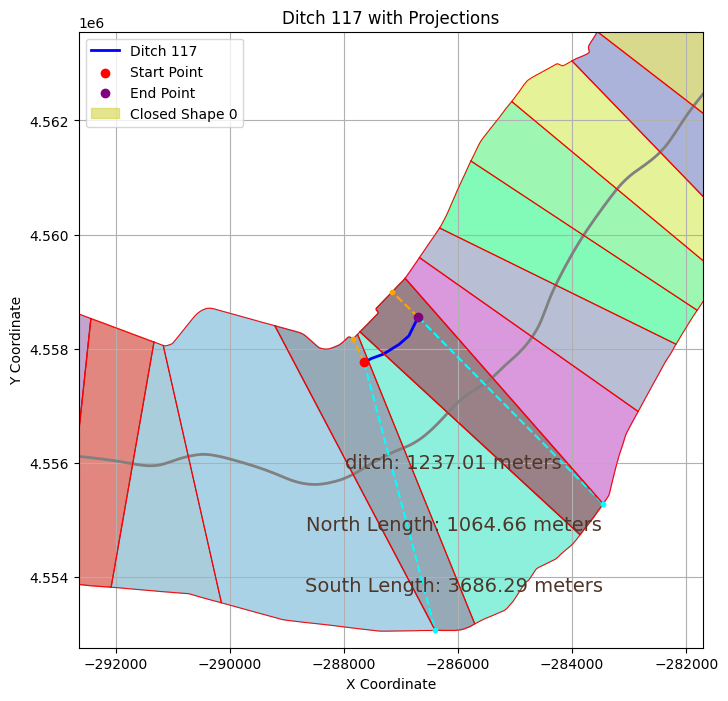 Ditch 117 with Projections
1e6
Ditch 117
Start Point
End Point
Closed Shape 0
4.562
4.560
4.558
4.556
4.554
Y Coordinate
ditch: 1237.01 meters
North Length: 1064.66 meters
South Length: 3686.29 meters
−292000 −290000 −288000 −286000 −284000 −282000
X Coordinate